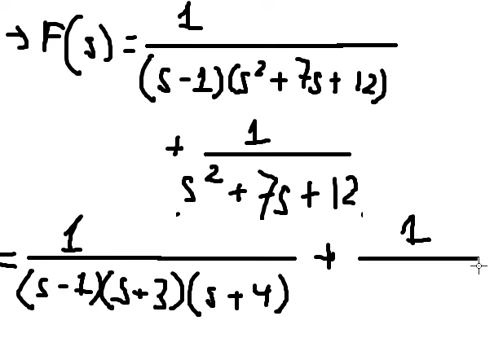 → F(s) = 1 / (s-1)(s²+7s+12)
+ 1 / s²+7s+12
= 1 / (s-1)(s+3)(s+4) + 1 /